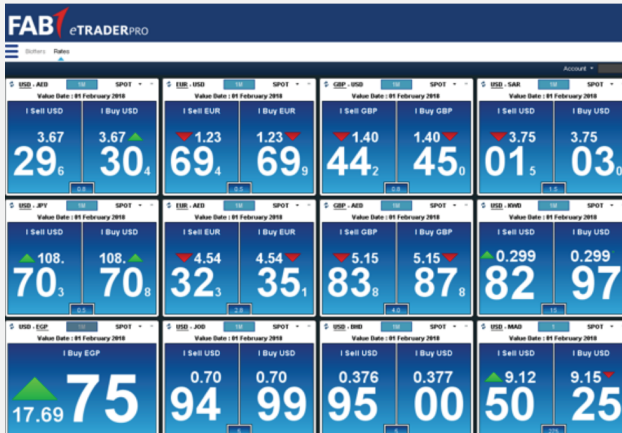 FAB eTRADERPRO
Buttons Rates
Account
USD - AED 1M SPOT
Value Date : 01 February 2018
I Sell USD I Buy USD
3.67 3.67
29 6 30 4
0.8
EUR - USD 1M SPOT
Value Date : 01 February 2018
I Sell EUR I Buy EUR
1.23 1.23
69 4 69 9
0.5
GBP - USD 1M SPOT
Value Date : 01 February 2018
I Sell GBP I Buy GBP
1.40 1.40
44 2 45 0
0.8
USD - SAR 1M SPOT
Value Date : 01 February 2018
I Sell USD I Buy USD
3.75 3.75
01 5 03 0
1.5
USD - JPY 1M SPOT
Value Date : 01 February 2018
I Sell USD I Buy USD
108. 108.
70 3 70 8
0.5
EUR - AED 1M SPOT
Value Date : 01 February 2018
I Sell EUR I Buy EUR
4.54 4.54
32 3 35 1
2.8
GBP - AED 1M SPOT
Value Date : 01 February 2018
I Sell GBP I Buy GBP
5.15 5.15
83 8 87 8
4.0
USD - KWD 1M SPOT
Value Date : 01 February 2018
I Sell USD I Buy USD
0.299 0.299
82 97
15
USD - EGP 1M SPOT
Value Date : 01 February 2018
I Buy EGP
17.69 75
USD - JOD 1M SPOT
Value Date : 01 February 2018
I Sell USD I Buy USD
0.70 0.70
94 99
5
USD - BHD 1M SPOT
Value Date : 01 February 2018
I Sell USD I Buy USD
0.376 0.377
95 00
5
USD - MAD 1 SPOT
Value Date : 01 February 2018
I Sell USD I Buy USD
9.12 9.15
50 25
275